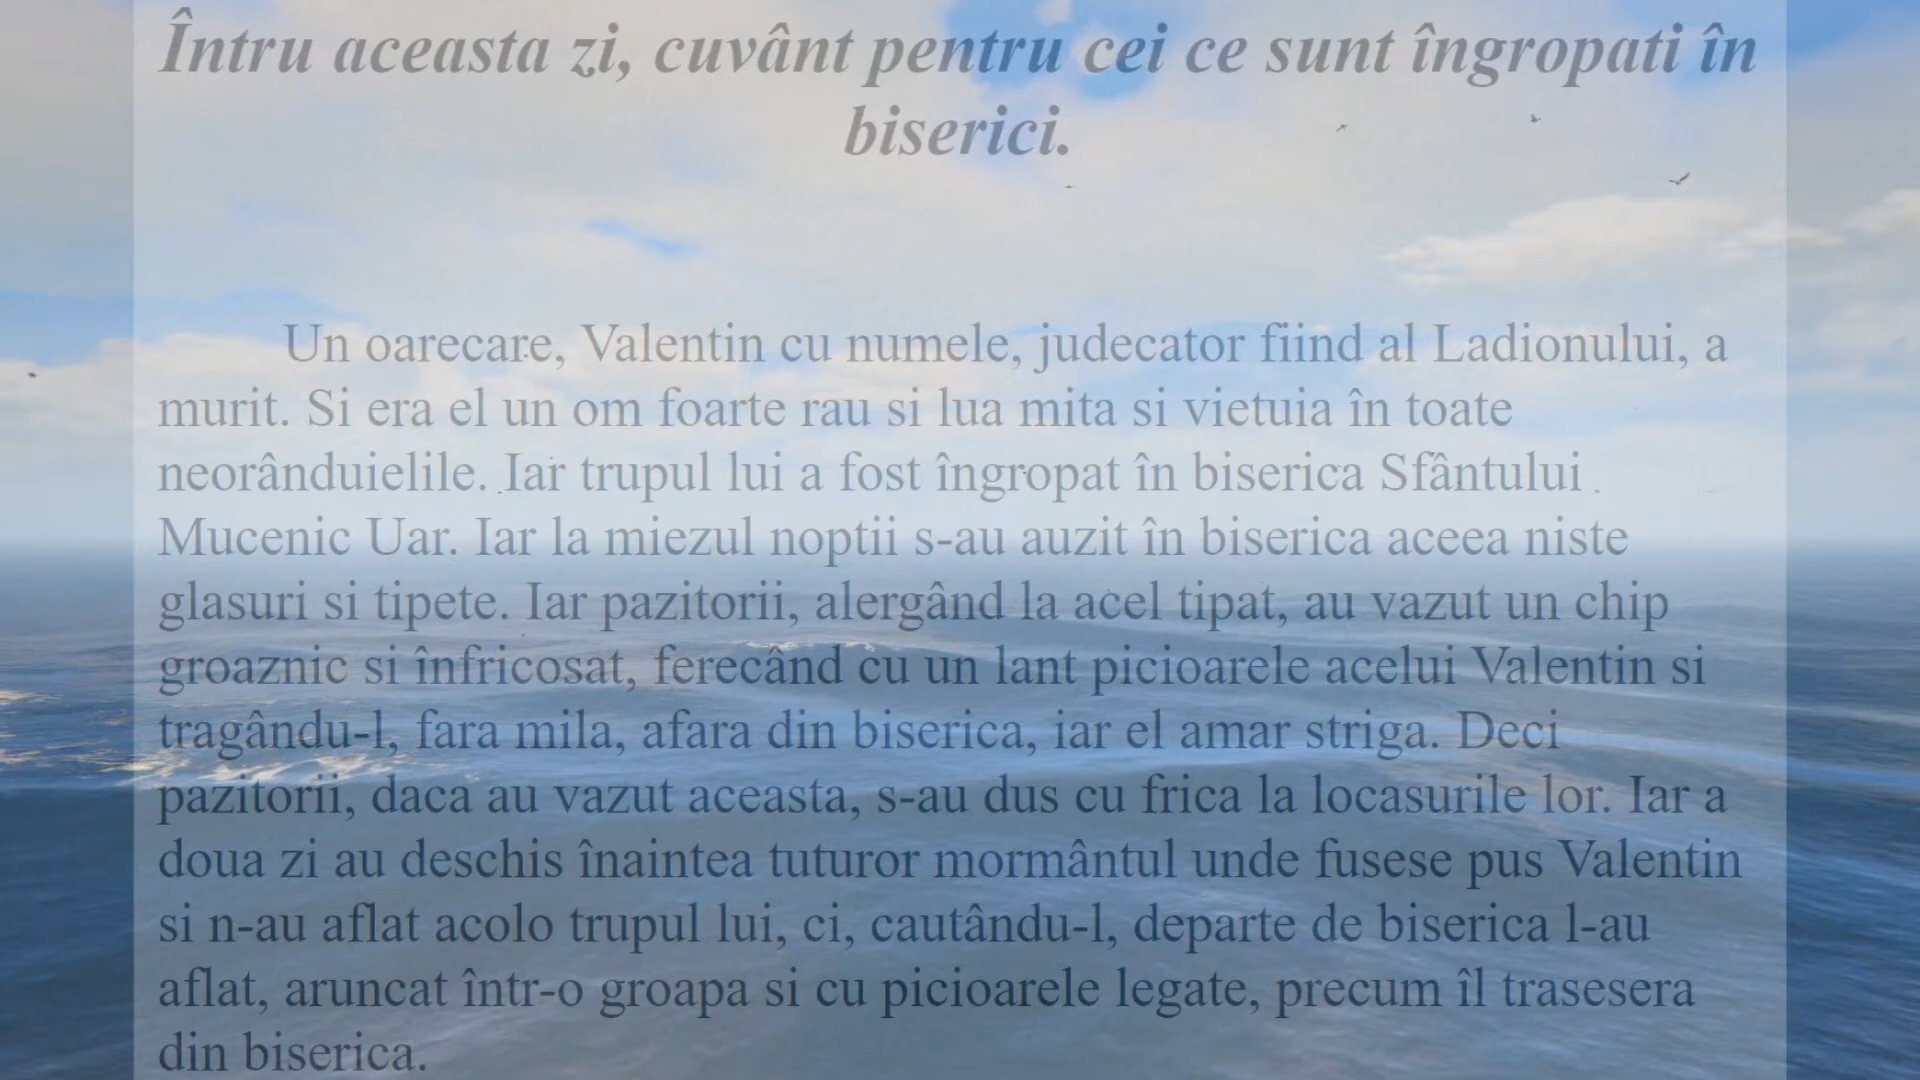 Întru aceasta zi, cuvânt pentru cei ce sunt îngropati în
biserici.
Un oarecare, Valentin cu numele, judecator fiind al Ladionului, a
murit. Si era el un om foarte rau si lua mita si vietuia în toate
neorânduielile. Iar trupul lui a fost îngropat în biserica Sfântului
Mucenic Uar. Iar la miezul noptii s-au auzit în biserica aceea niste
glasuri si tipete. Iar pazitorii, alergând la acel tipat, au vazut un chip
groaznic si înfricosat, ferecând cu un lant picioarele acelui Valentin si
tragându-l, fara mila, afara din biserica, iar el amar striga. Deci
pazitorii, daca au vazut aceasta, s-au dus cu frica la locasurile lor. Iar a
doua zi au deschis înaintea tuturor mormântul unde fusese pus Valentin
si n-au aflat acolo trupul lui, ci, cautându-l, departe de biserica l-au
aflat, aruncat într-o groapa si cu picioarele legate, precum îl trasesera
din biserica.